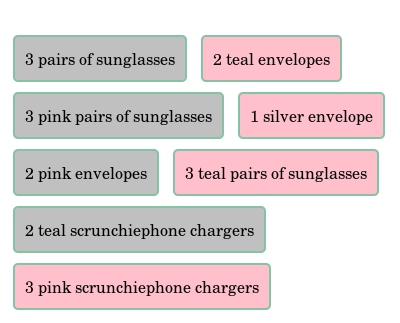 3 pairs of sunglasses
2 teal envelopes
3 pink pairs of sunglasses
1 silver envelope
2 pink envelopes
3 teal pairs of sunglasses
2 teal scrunchiephone chargers
3 pink scrunchiephone chargers